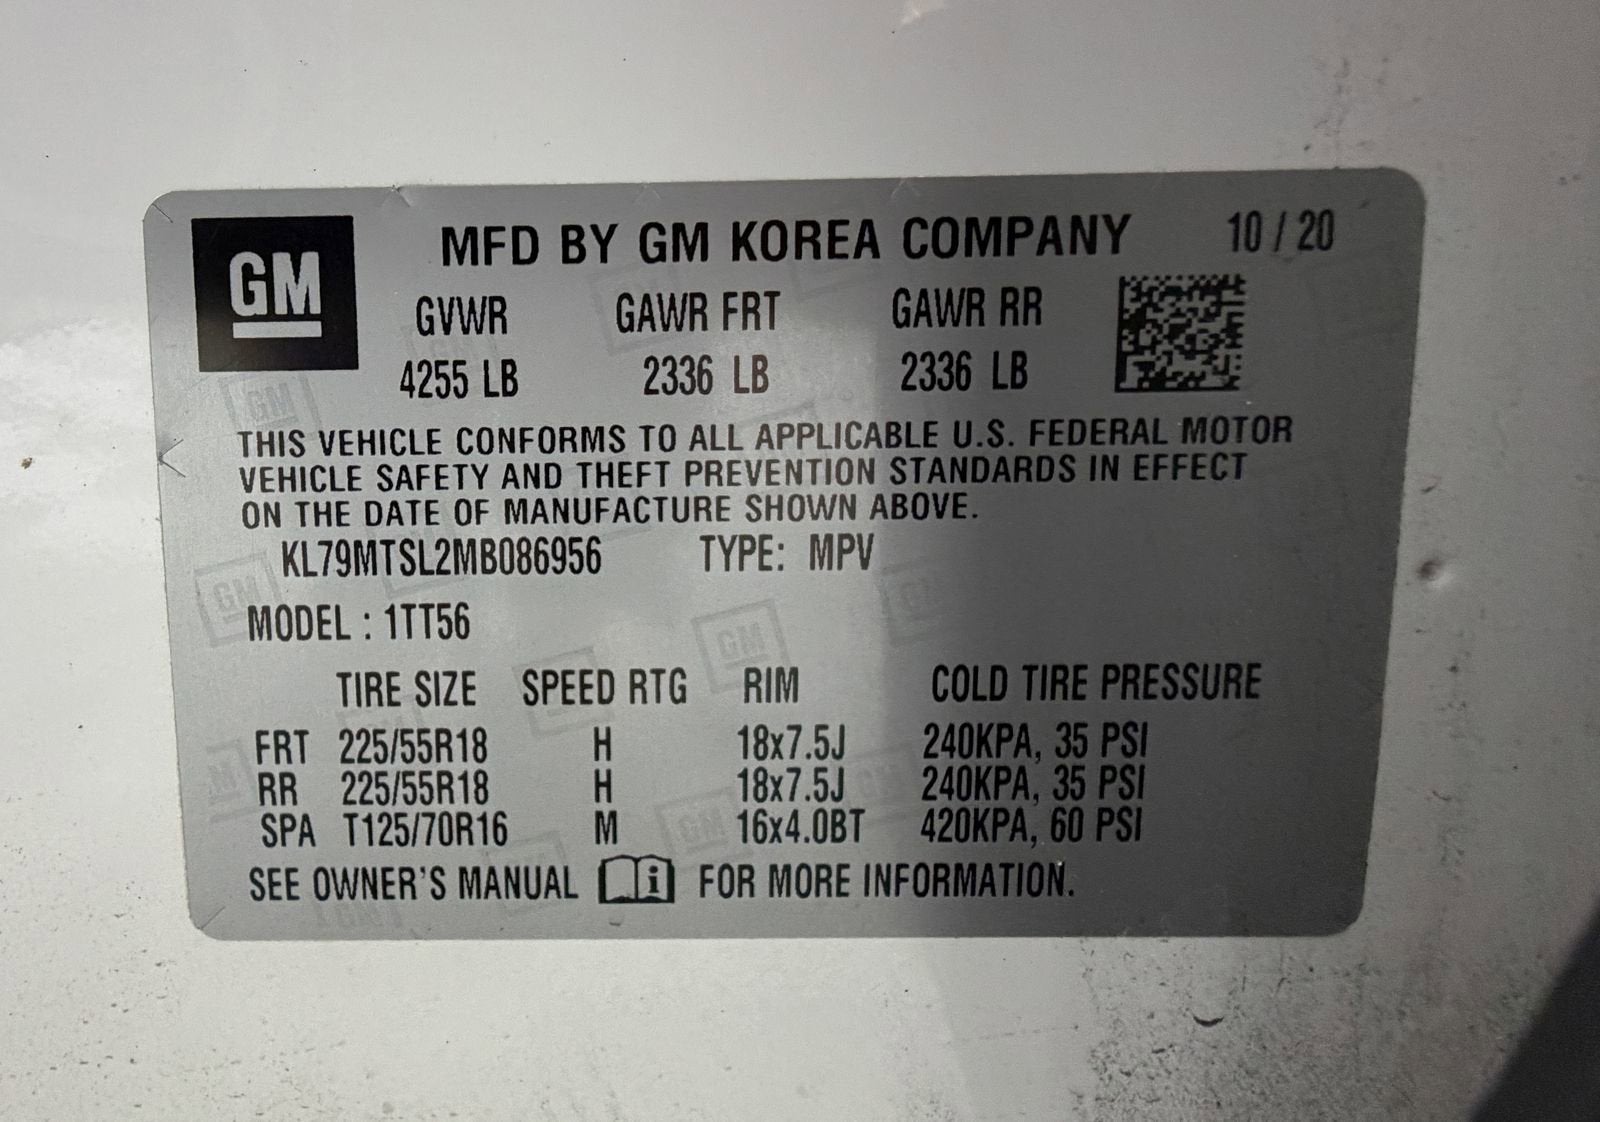 GM
MFD BY GM KOREA COMPANY 10 / 20
GVWR GAWR FRT GAWR RR
4255 LB 2336 LB 2336 LB
THIS VEHICLE CONFORMS TO ALL APPLICABLE U.S. FEDERAL MOTOR
VEHICLE SAFETY AND THEFT PREVENTION STANDARDS IN EFFECT
ON THE DATE OF MANUFACTURE SHOWN ABOVE.
KL79MTSL2MB086956 TYPE: MPV
MODEL : 1TT56
TIRE SIZE SPEED RTG RIM COLD TIRE PRESSURE
FRT 225/55R18 H 18x7.5J 240KPA, 35 PSI
RR 225/55R18 H 18x7.5J 240KPA, 35 PSI
SPA T125/70R16 M 16x4.0BT 420KPA, 60 PSI
SEE OWNER'S MANUAL i FOR MORE INFORMATION.